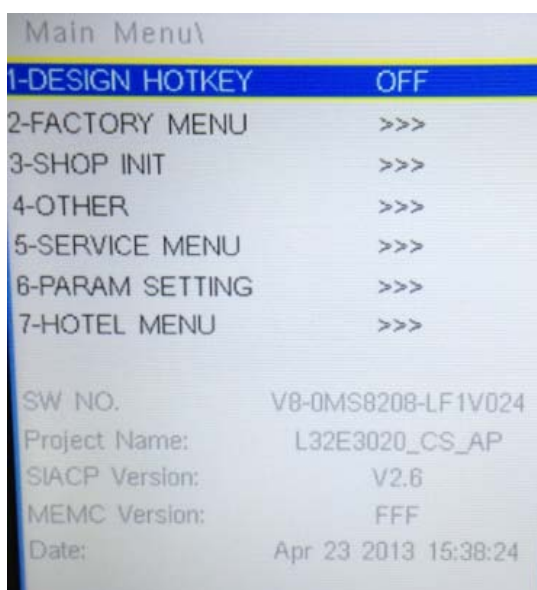 Main Menu\
1-DESIGN HOTKEY OFF
2-FACTORY MENU >>>
3-SHOP INIT >>>
4-OTHER >>>
5-SERVICE MENU >>>
6-PARAM SETTING >>>
7-HOTEL MENU >>>
SW NO. V8-0MS8208-LF1V024
Project Name: L32E3020_CS_AP
SIACP Version: V2.6
MEMC Version: FFF
Date: Apr 23 2013 15:38:24